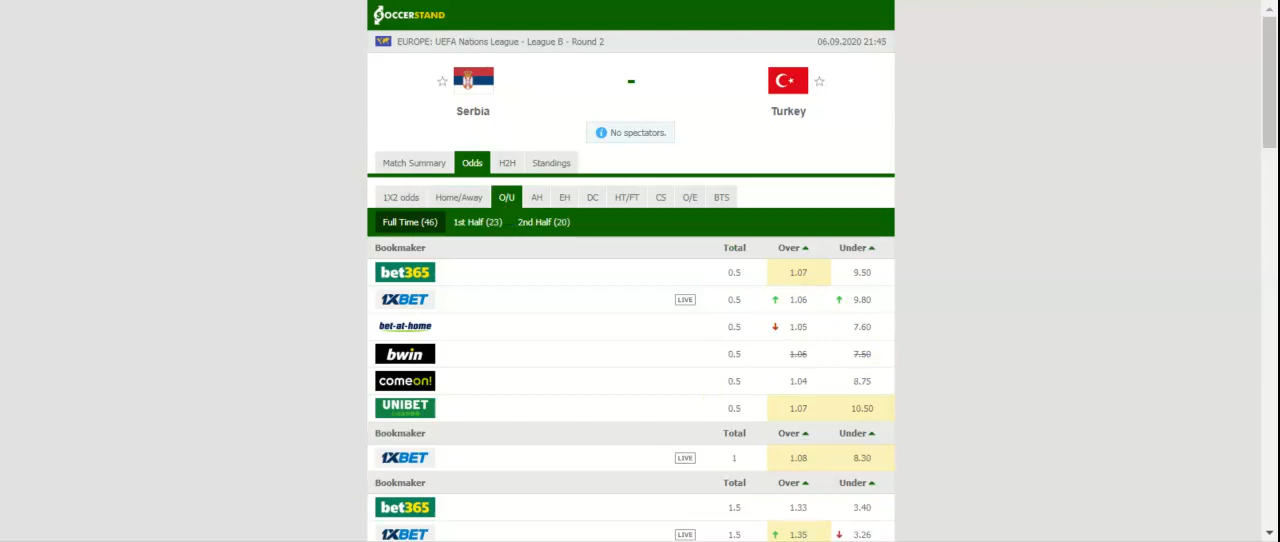 SOCCERSTAND
EUROPE: UEFA Nations League - League B - Round 2 06.09.2020 21:45
-
Serbia Turkey
No spectators.
Match Summary Odds H2H Standings
1X2 odds Home/Away O/U AH EH DC HT/FT CS O/E BTS
Full Time (46) 1st Half (23) 2nd Half (20)
Bookmaker Total Over Under
bet365 0.5 1.07 9.50
1XBET LIVE 0.5 1.06 9.80
bet-at-home 0.5 1.05 7.60
bwin 0.5 1.06 7.50
comeon! 0.5 1.04 8.75
UNIBET 0.5 1.07 10.50
Bookmaker Total Over Under
1XBET LIVE 1 1.08 8.30
Bookmaker Total Over Under
bet365 1.5 1.33 3.40
1XBET LIVE 1.5 1.35 3.26